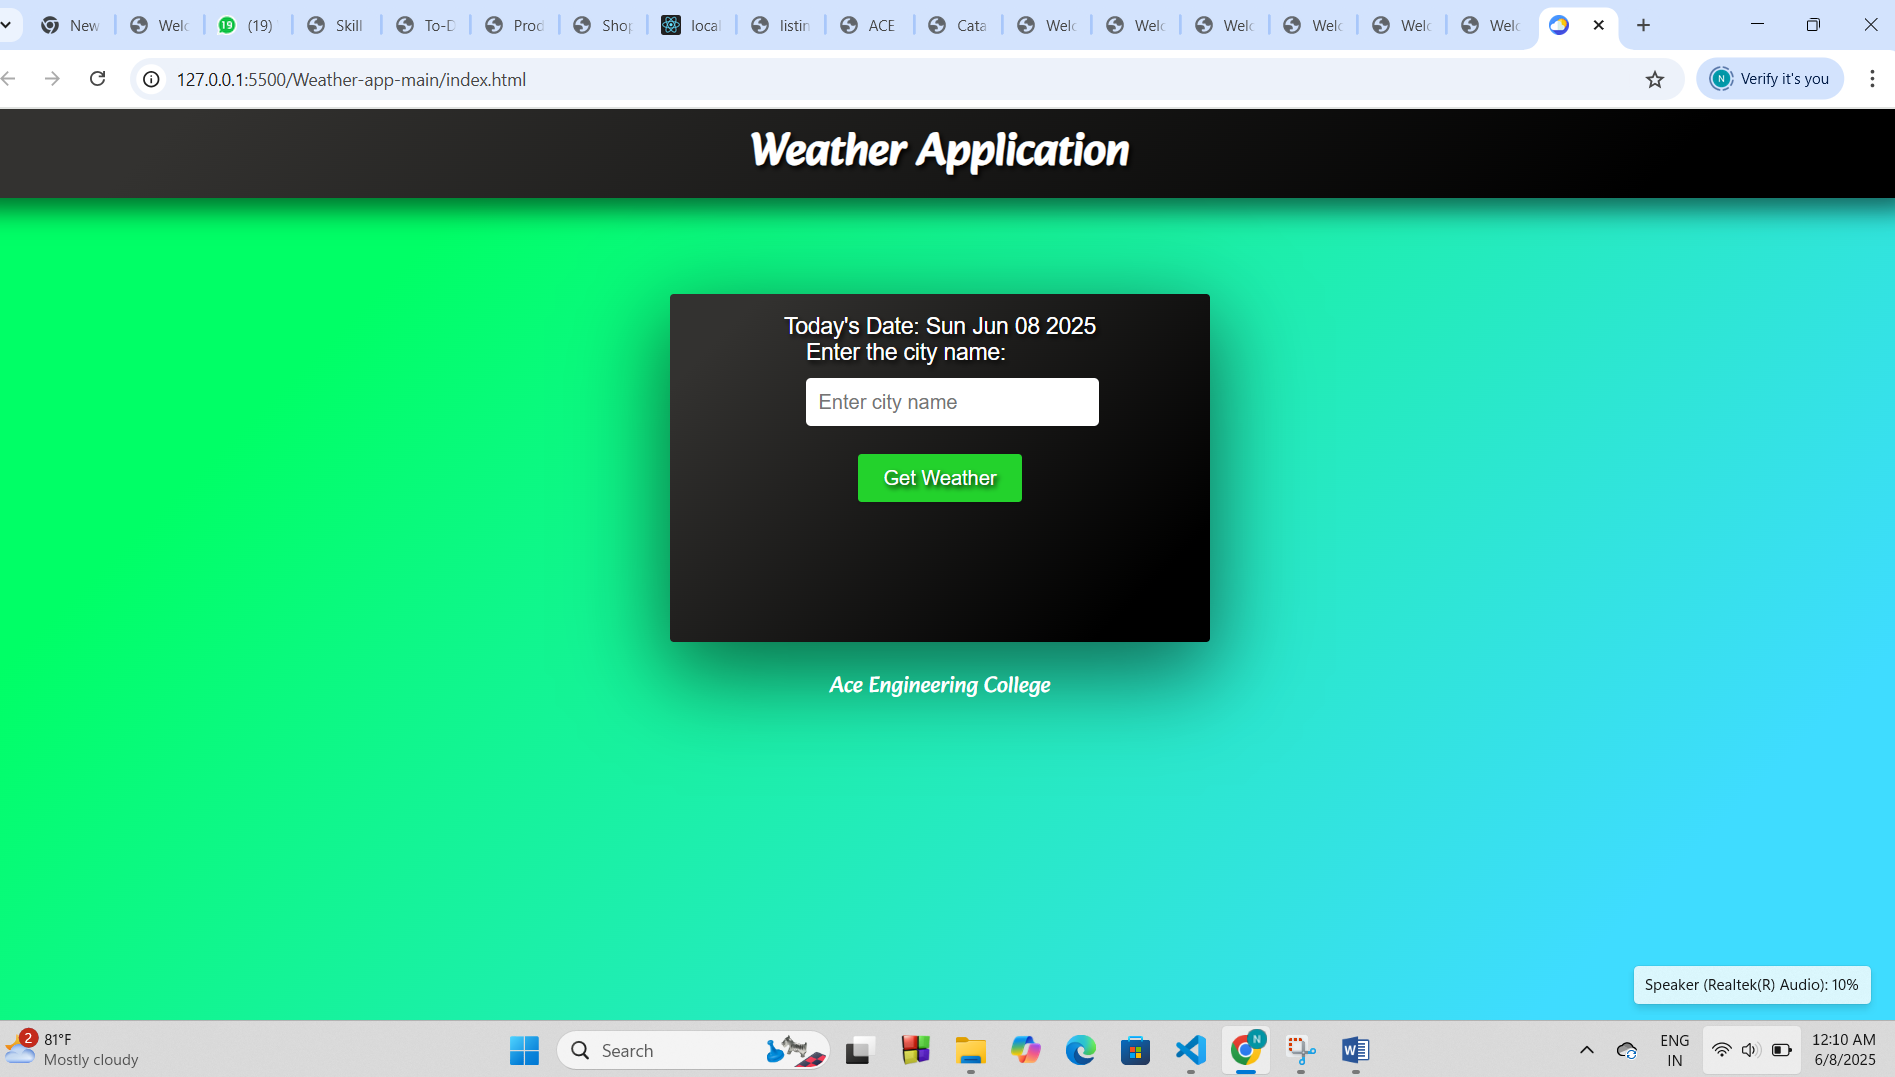 New
Welc
19
(19)
Skill
To-D
Prod
Shop
local
listin
ACE
Cata
Welc
Welc
Welc
Welc
Welc
Welc
127.0.0.1:5500/Weather-app-main/index.html
N
Verify it's you
Weather Application
Today's Date: Sun Jun 08 2025
Enter the city name:
Enter city name
Get Weather
Ace Engineering College
Speaker (Realtek(R) Audio): 10%
2
81°F
Mostly cloudy
Search
N
W
ENG
IN
12:10 AM
6/8/2025